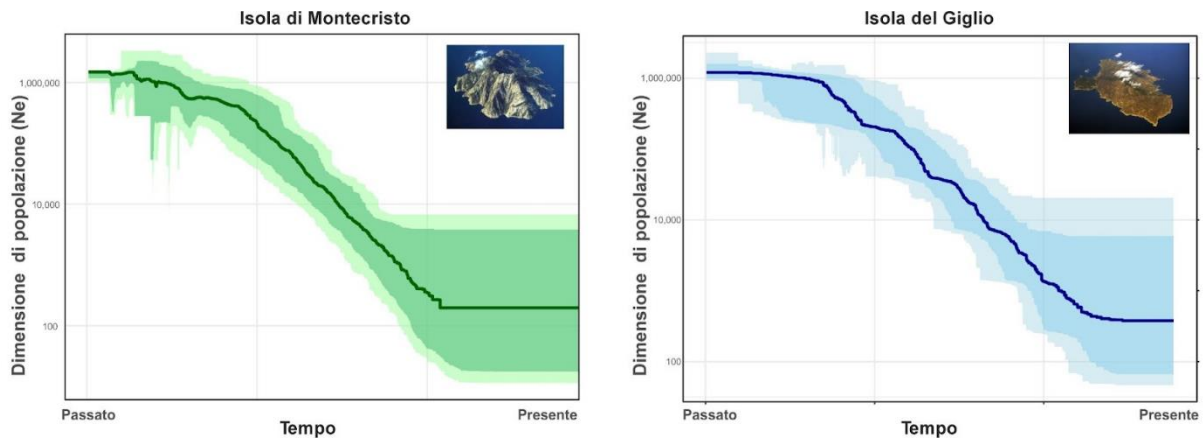 Isola di Montecristo
Dimensione di popolazione (Ne)
1,000,000
10,000
100
Passato
Presente
Tempo
Isola del Giglio
Dimensione di popolazione (Ne)
1,000,000
10,000
100
Passato
Presente
Tempo